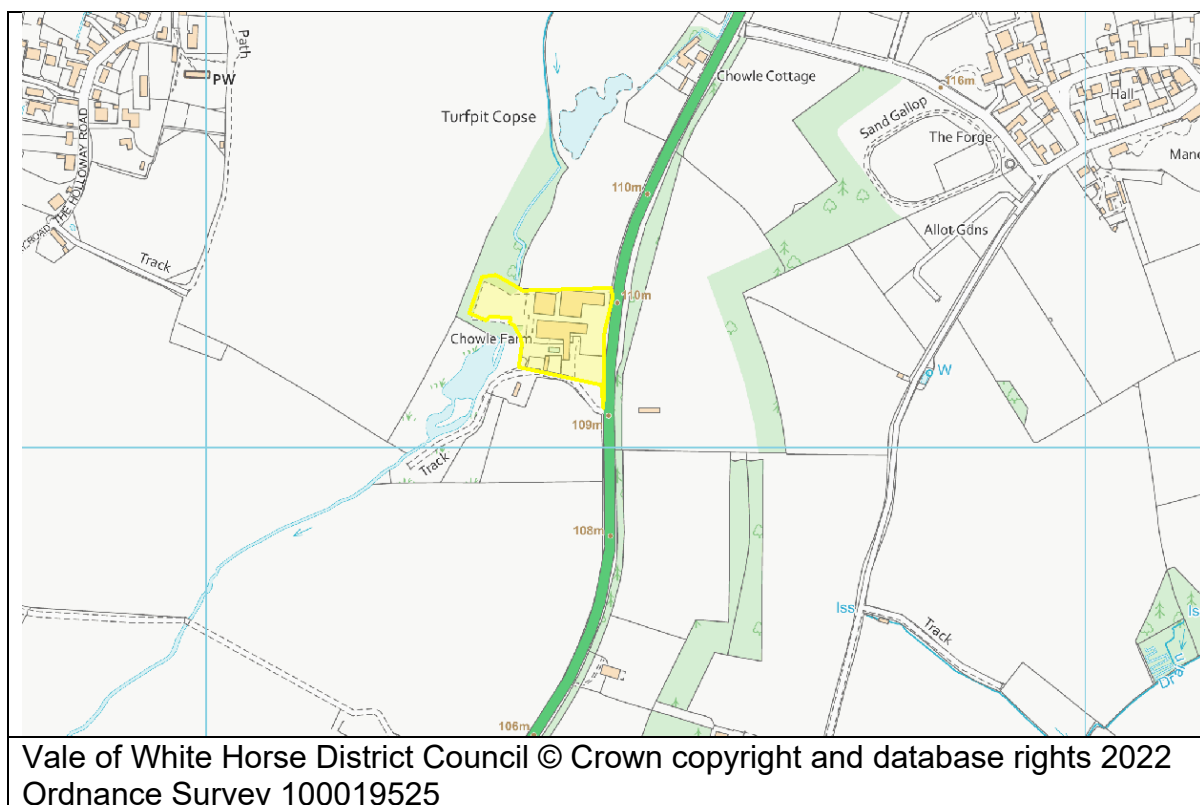 Path
PW
Turfpit Copse
Chowle Cottage
116m
Hall
Sand Gallop
The Forge
Mane
110m
THE HOLLOWAY ROAD
Allot Gdns
Track
110m
Chowle Farm
W
109m
Track
108m
Iss
Track
Is
Drain
106m
Vale of White Horse District Council © Crown copyright and database rights 2022
Ordnance Survey 100019525